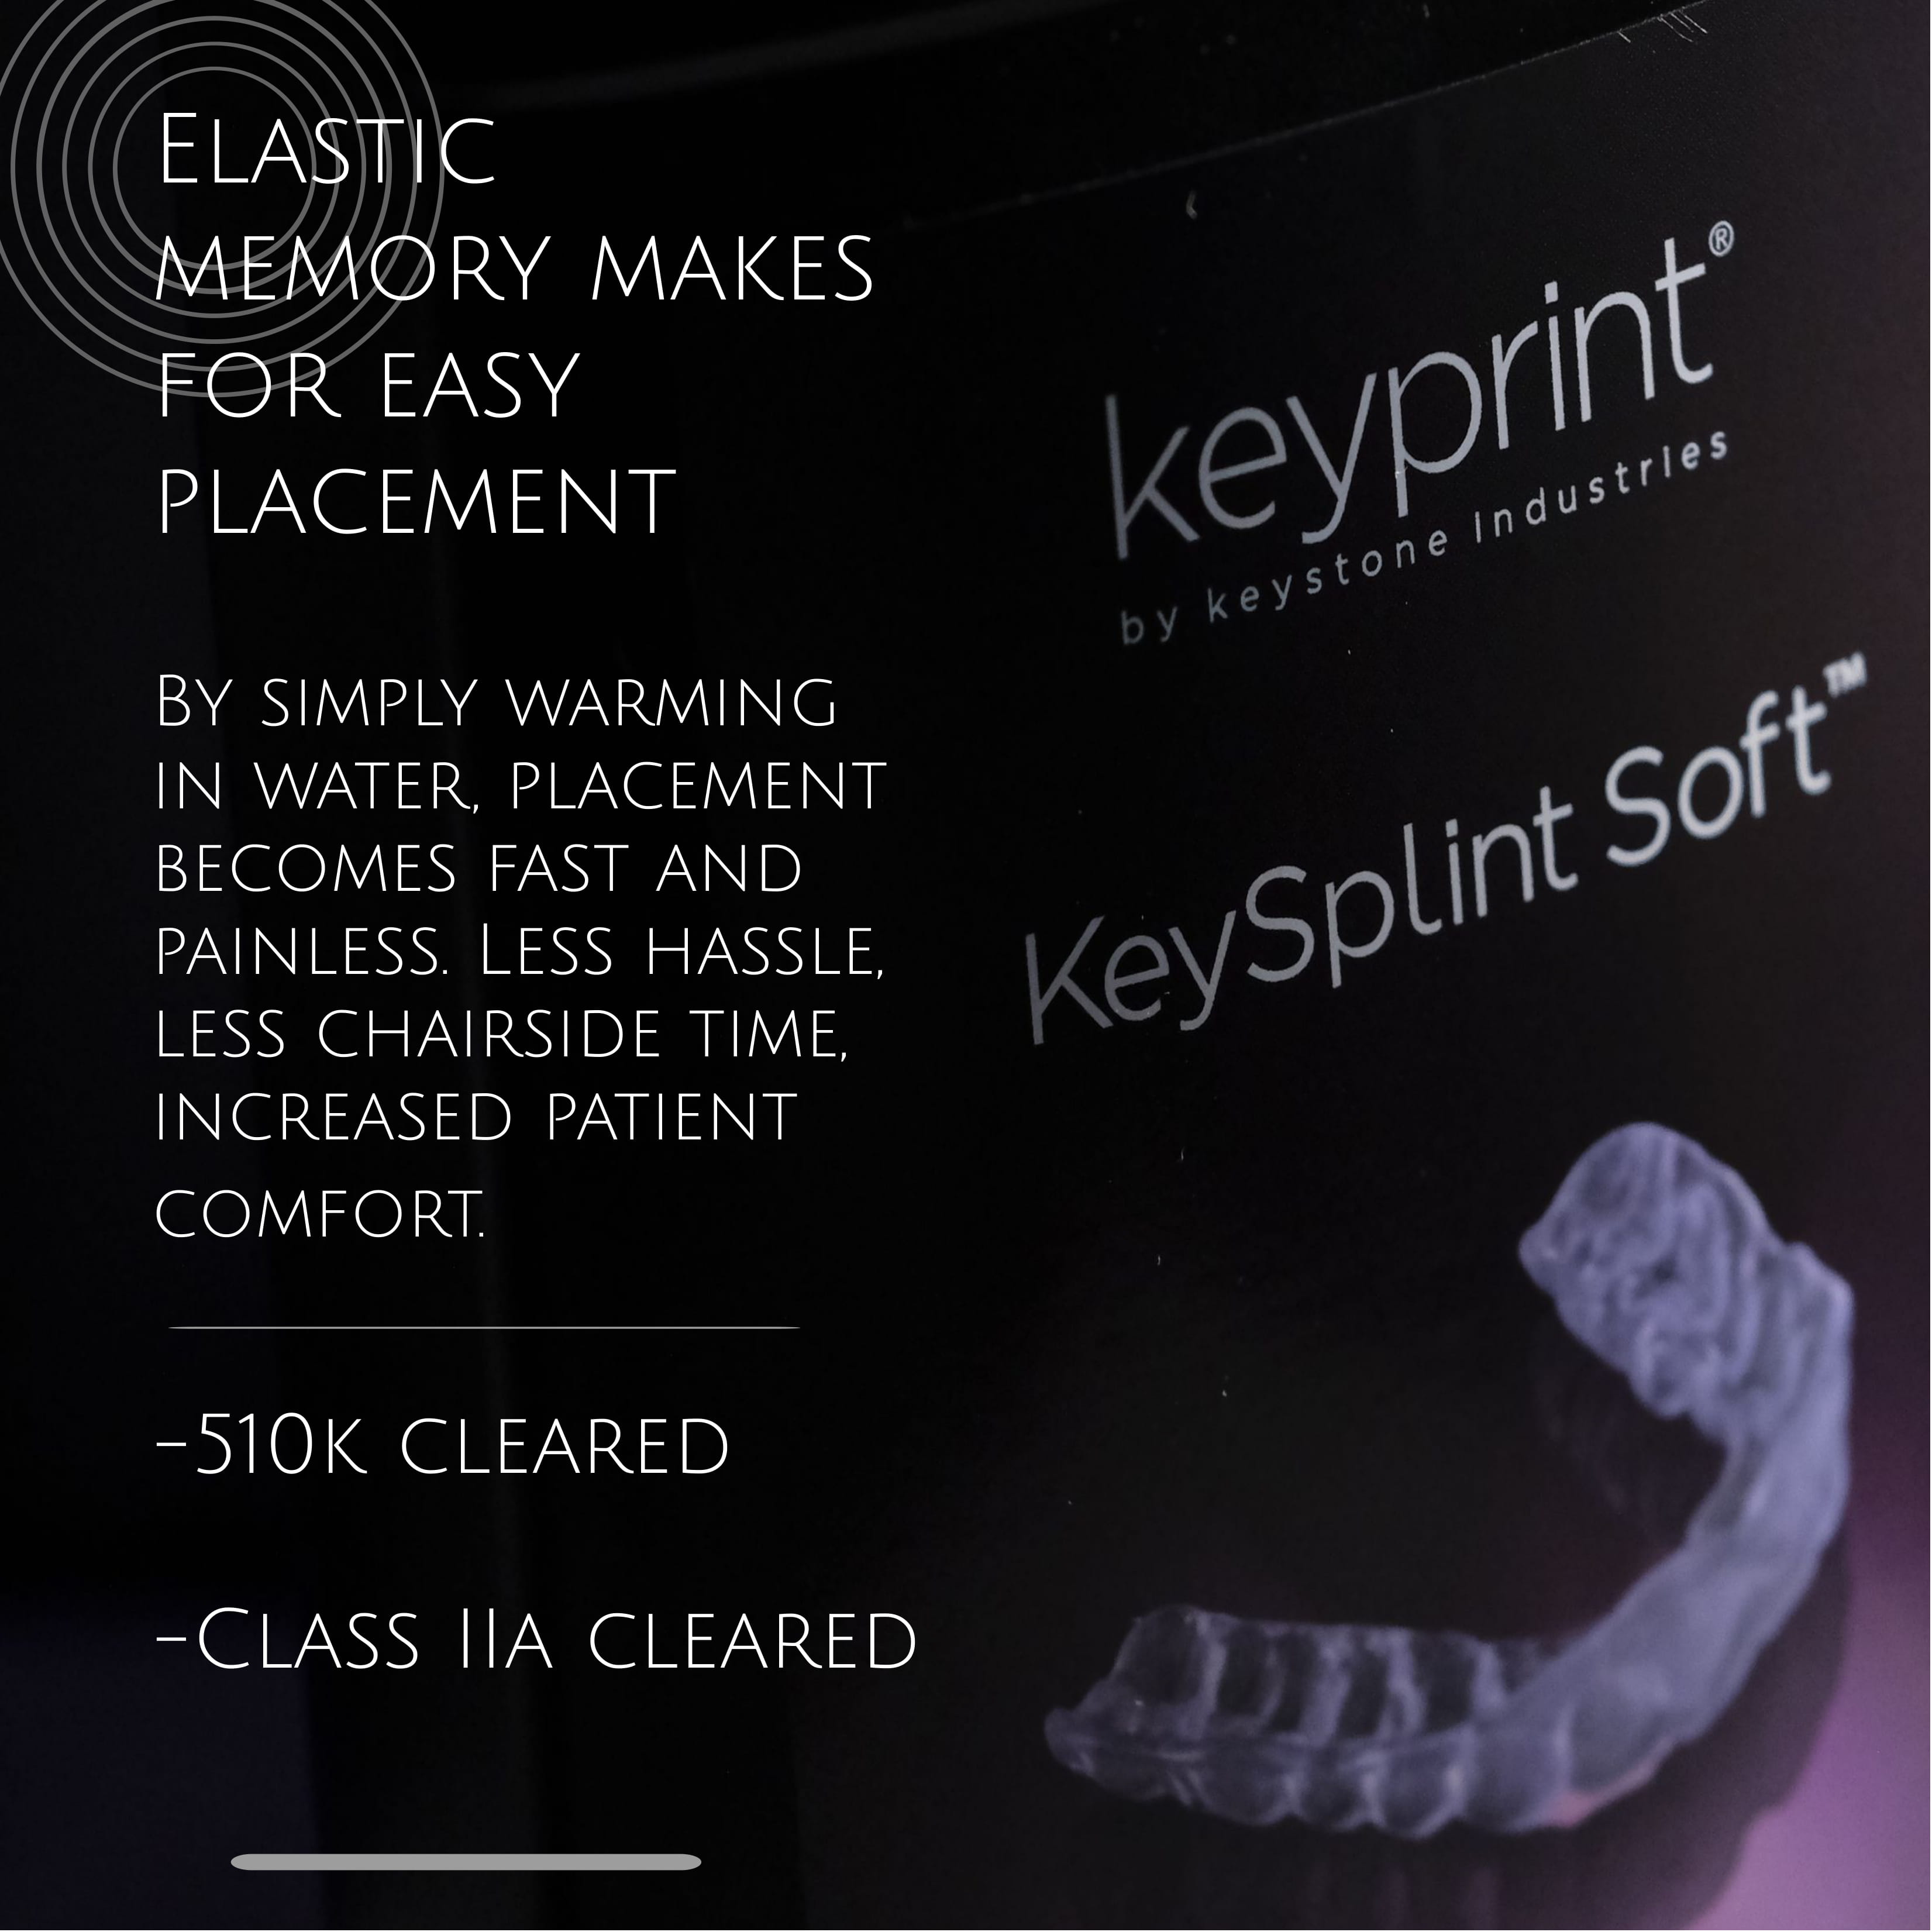 Elastic
memory makes
for easy
placement
By simply warming
in water, placement
becomes fast and
painless. Less hassle,
less chairside time,
increased patient
comfort.
-510k cleared
-Class IIa cleared
keyprint®
by keystone industries
KeySplint Soft™